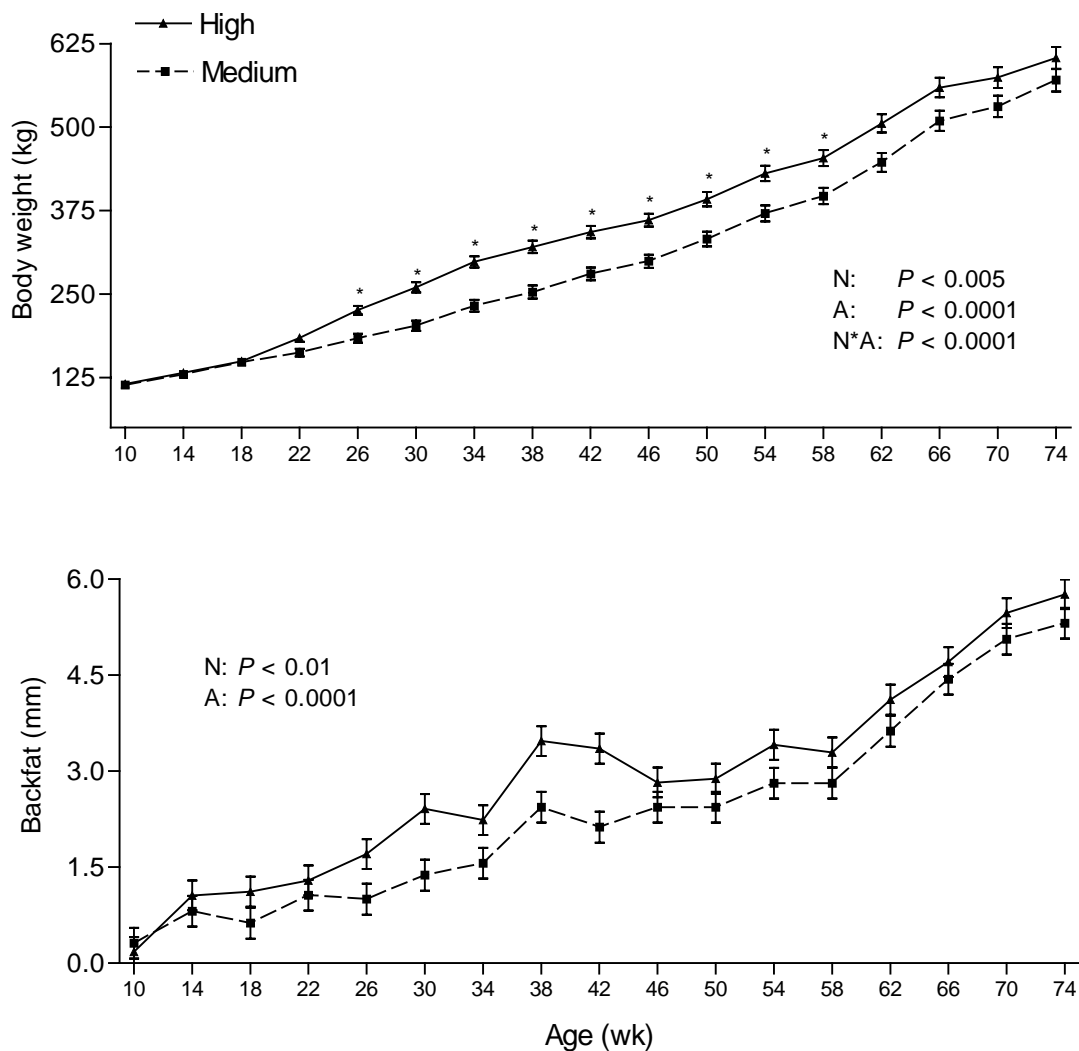 High
Medium
Body weight (kg)
625
500
375
250
125
* * * * * * * * *
N: P < 0.005
A: P < 0.0001
N*A: P < 0.0001
10 14 18 22 26 30 34 38 42 46 50 54 58 62 66 70 74
Backfat (mm)
6.0
4.5
3.0
1.5
0.0
N: P < 0.01
A: P < 0.0001
10 14 18 22 26 30 34 38 42 46 50 54 58 62 66 70 74
Age (wk)